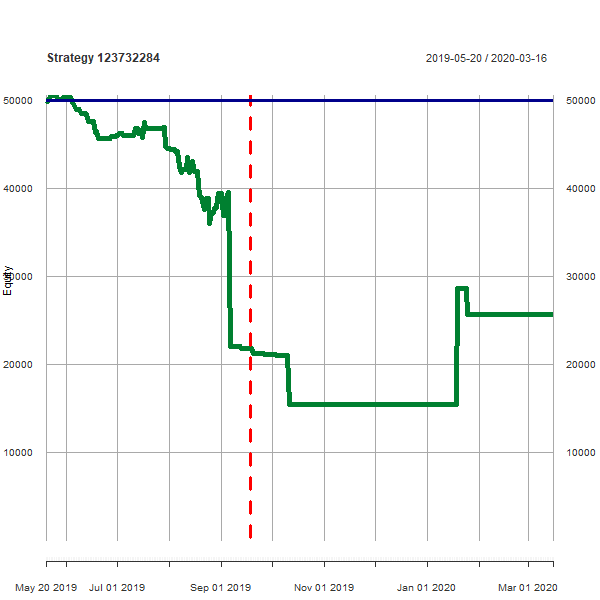 Strategy 123732284
2019-05-20 / 2020-03-16
50000
50000
40000
40000
Equity
30000
30000
20000
20000
10000
10000
May 20 2019
Jul 01 2019
Sep 01 2019
Nov 01 2019
Jan 01 2020
Mar 01 2020